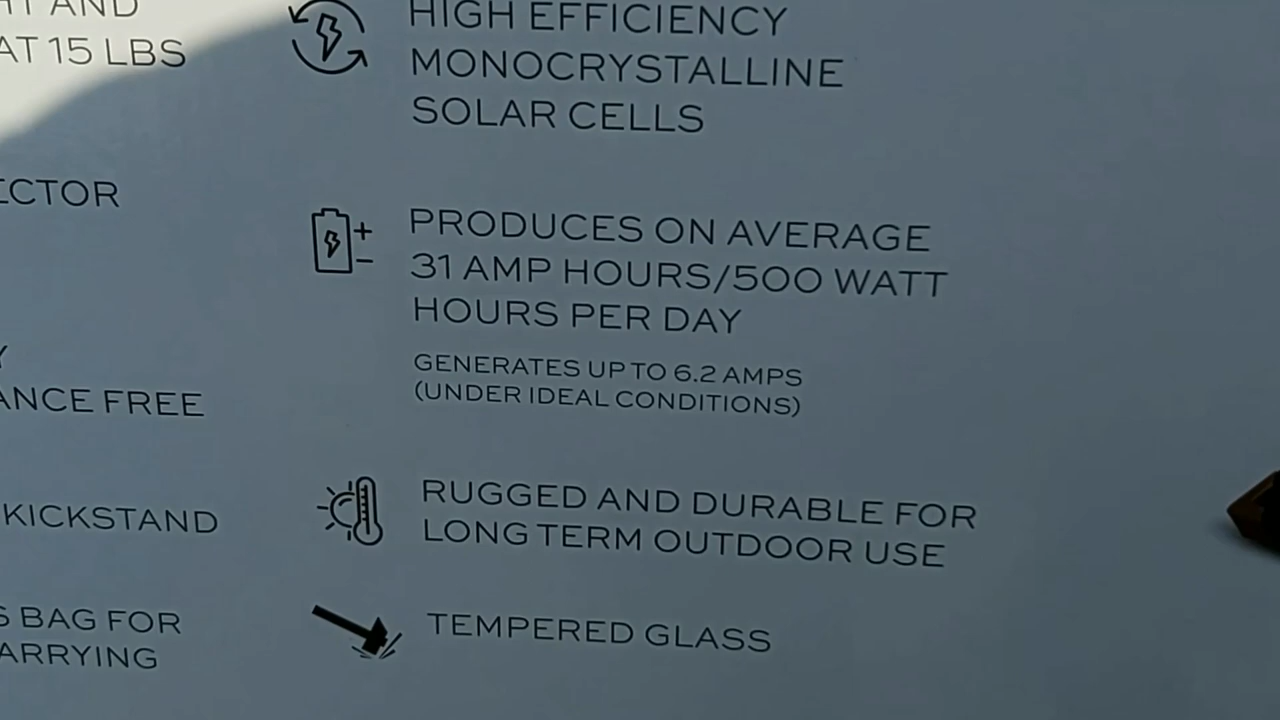 AND
AT 15 LBS
ECTOR
Y
ANCE FREE
KICKSTAND
S BAG FOR
ARRYING
HIGH EFFICIENCY
MONOCRYSTALLINE
SOLAR CELLS
PRODUCES ON AVERAGE
31 AMP HOURS/500 WATT
HOURS PER DAY
GENERATES UP TO 6.2 AMPS
(UNDER IDEAL CONDITIONS)
RUGGED AND DURABLE FOR
LONG TERM OUTDOOR USE
TEMPERED GLASS